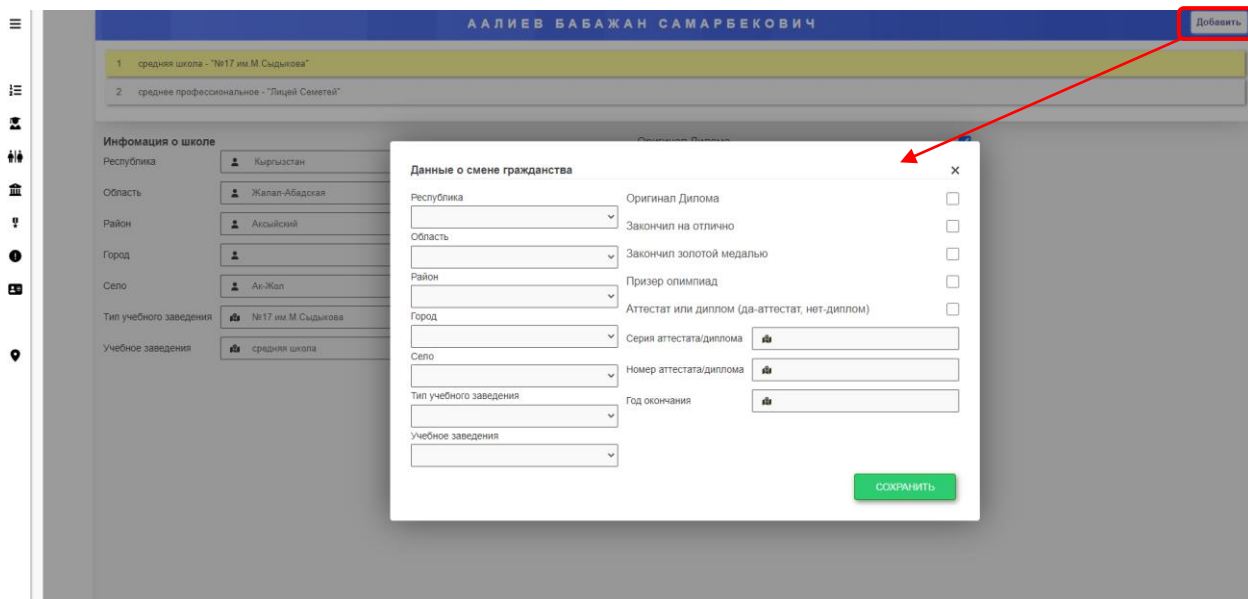 ААЛИЕВ БАБАЖАН САМАРБЕКОВИЧ
Добавить
1 средняя школа - "№17 им.М.Сыдыкова"
2 среднее профессиональное - "Лицей Семетей"
Инфомация о школе
Оригинал Дилома
Республика Кыргызстан
Область Жалал-Абадская
Район Аксыйский
Город
Село Ак-Жол
Тип учебного заведения №17 им.М.Сыдыкова
Учебное заведения средняя школа
Данные о смене гражданства
×
Республика
Область
Район
Город
Село
Тип учебного заведения
Учебное заведения
Оригинал Дилома
Закончил на отлично
Закончил золотой медалью
Призер олимпиад
Аттестат или диплом (да-аттестат, нет-диплом)
Серия аттестата/диплома
Номер аттестата/диплома
Год окончания
СОХРАНИТЬ